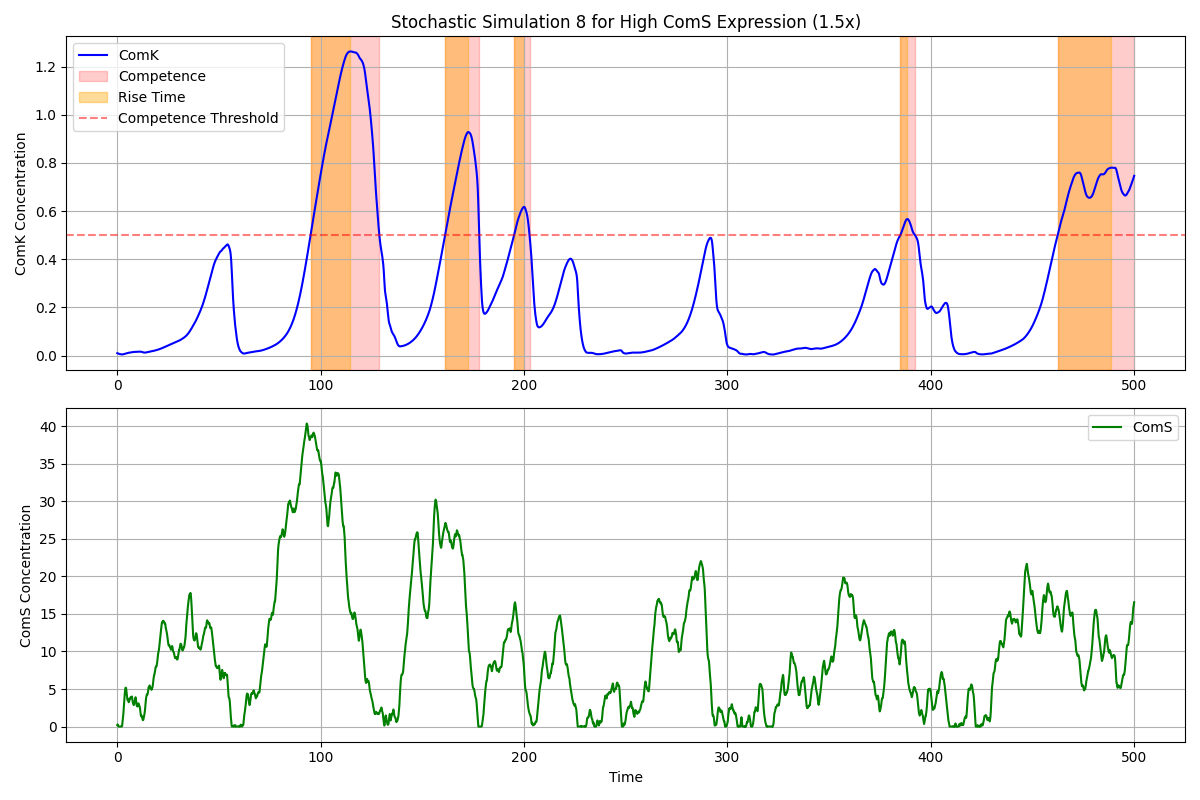 Stochastic Simulation 8 for High ComS Expression (1.5x)
ComK
Competence
Rise Time
Competence Threshold
ComK Concentration
1.2
1.0
0.8
0.6
0.4
0.2
0.0
0 100 200 300 400 500
ComS
ComS Concentration
40
35
30
25
20
15
10
5
0
0 100 200 300 400 500
Time